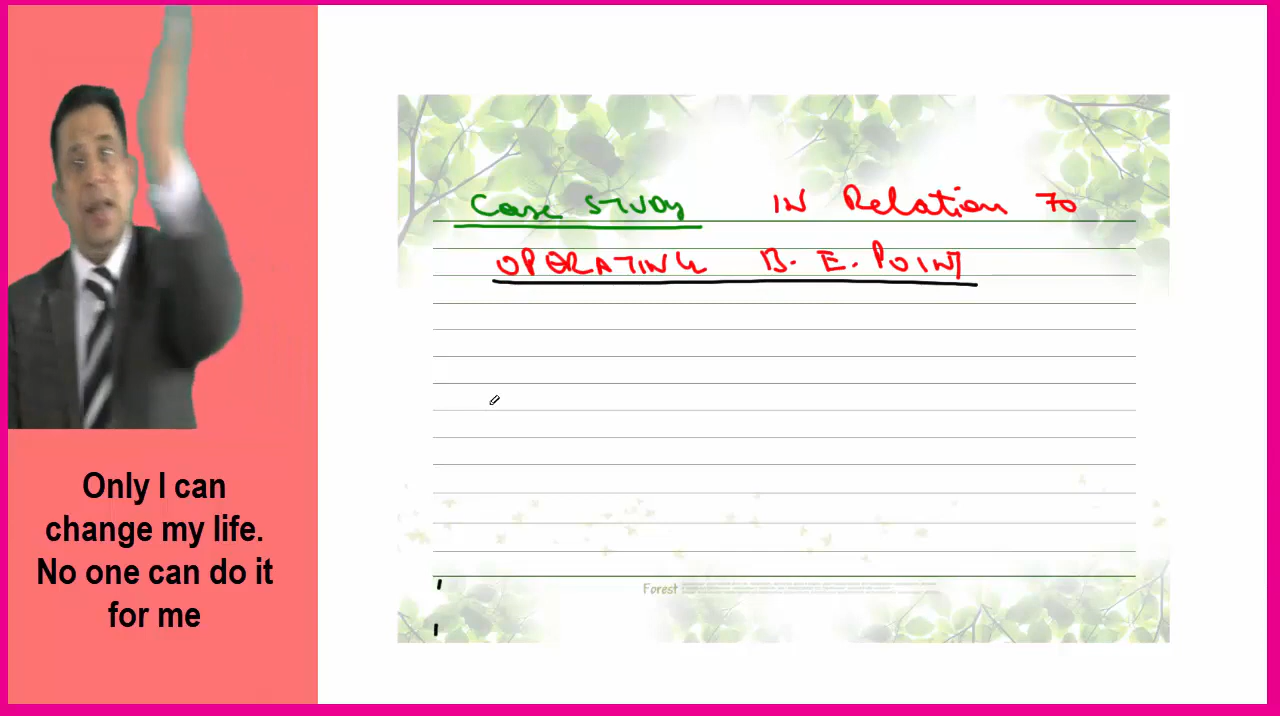 Only I can
change my life.
No one can do it
for me
Case STUDY IN Relation TO
OPERATING B. E. POINT
Forest